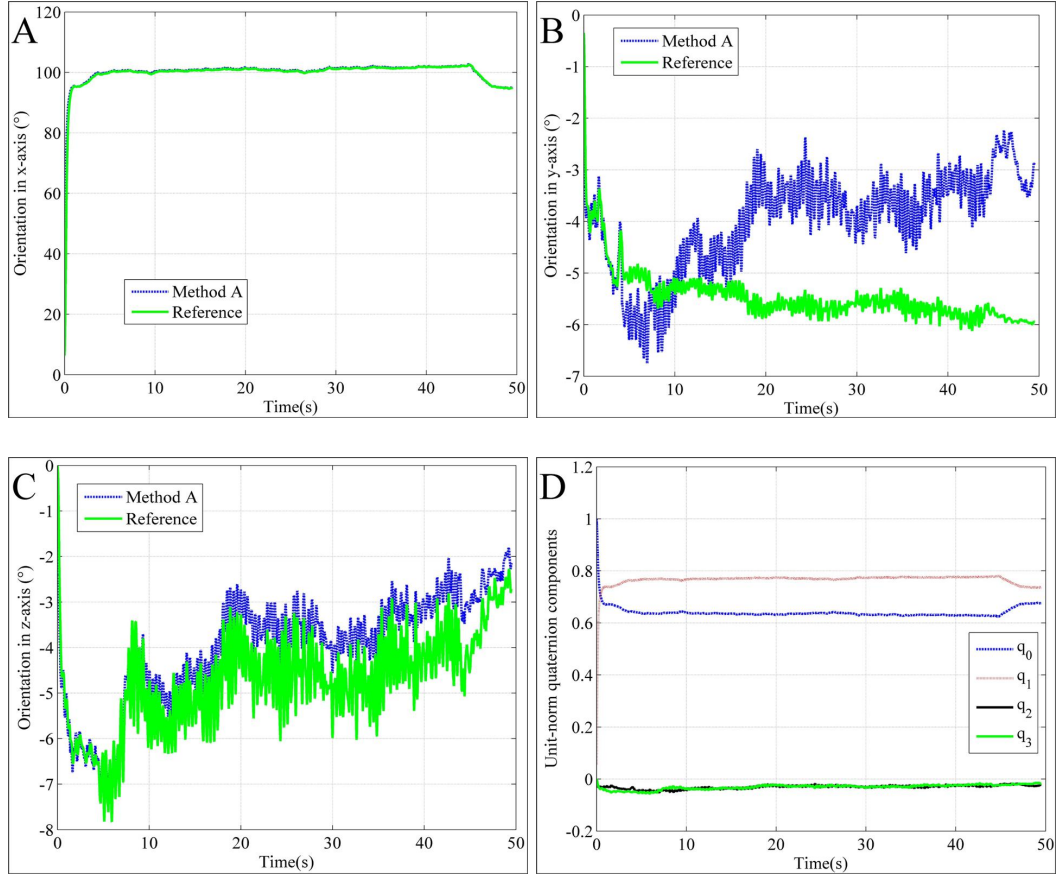 A
120
100
80
60
40
20
0
Orientation in x-axis (°)
Method A
Reference
0 10 20 30 40 50
Time(s)
B
0
-1
-2
-3
-4
-5
-6
-7
Orientation in y-axis (°)
Method A
Reference
0 10 20 30 40 50
Time(s)
C
0
-1
-2
-3
-4
-5
-6
-7
-8
Orientation in z-axis (°)
Method A
Reference
0 10 20 30 40 50
Time(s)
D
1.2
1
0.8
0.6
0.4
0.2
0
-0.2
Unit-norm quaternion components
q0
q1
q2
q3
0 10 20 30 40 50
Time(s)